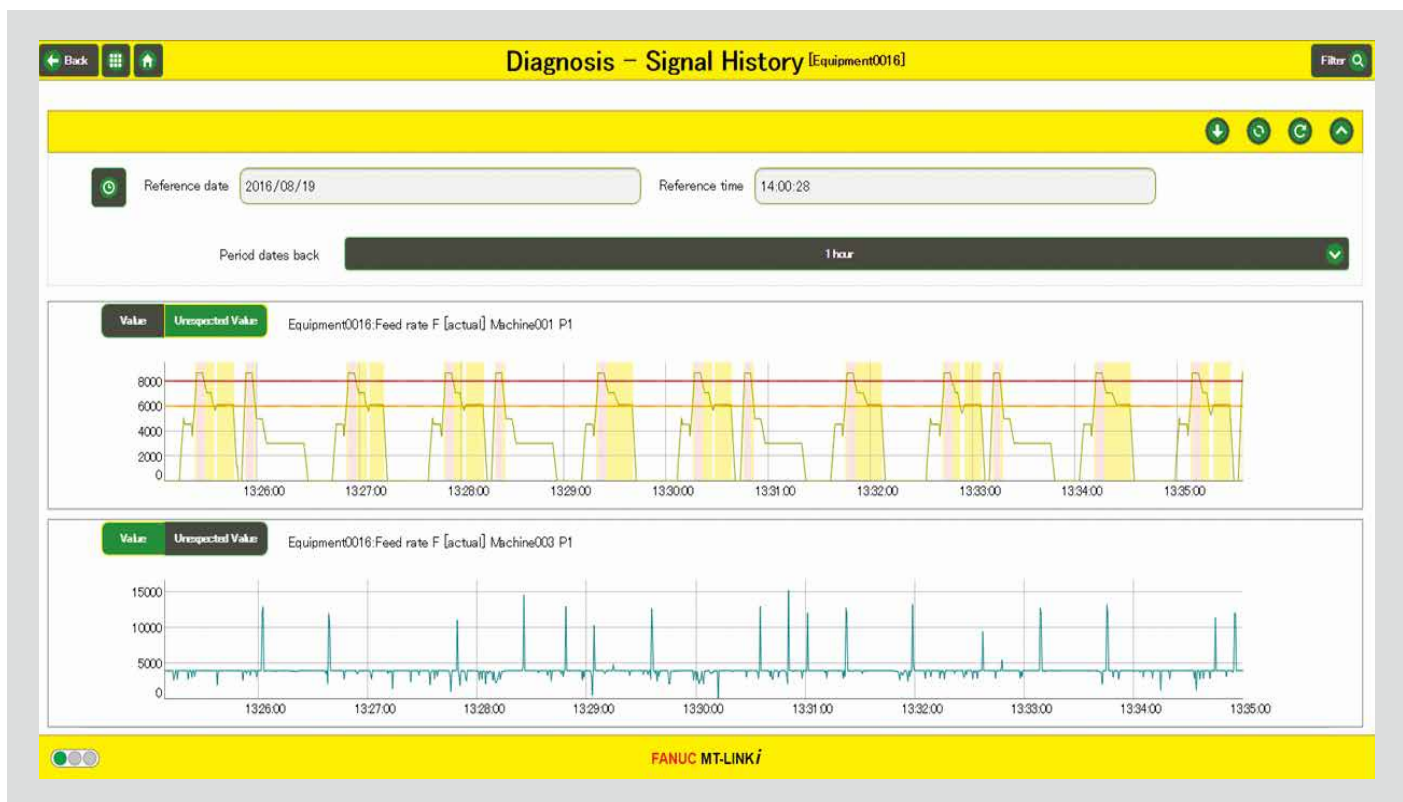 Back
Diagnosis - Signal History [Equipment0016]
Filter
Reference date 2016/08/19 Reference time 14:00:28
Period dates back 1 hour
Value Unexpected Value Equipment0016:Feed rate F [actual] Machine001 P1
8000
6000
4000
2000
0
13:26:00 13:27:00 13:28:00 13:29:00 13:30:00 13:31:00 13:32:00 13:33:00 13:34:00 13:35:00
Value Unexpected Value Equipment0016:Feed rate F [actual] Machine003 P1
15000
10000
5000
0
13:26:00 13:27:00 13:28:00 13:29:00 13:30:00 13:31:00 13:32:00 13:33:00 13:34:00 13:35:00
FANUC MT-LINKi